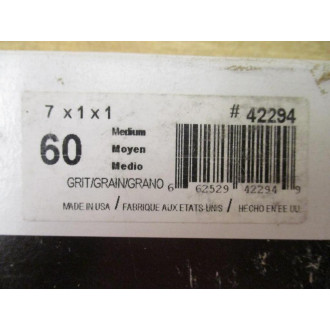 7 x 1 x 1 # 42294
60 Medium
Moyen
Medio
GRIT/GRAIN/GRANO 6 62529 42294 9
MADE IN USA / FABRIQUE AUX ETATS-UNIS / HECHO EN EE UU